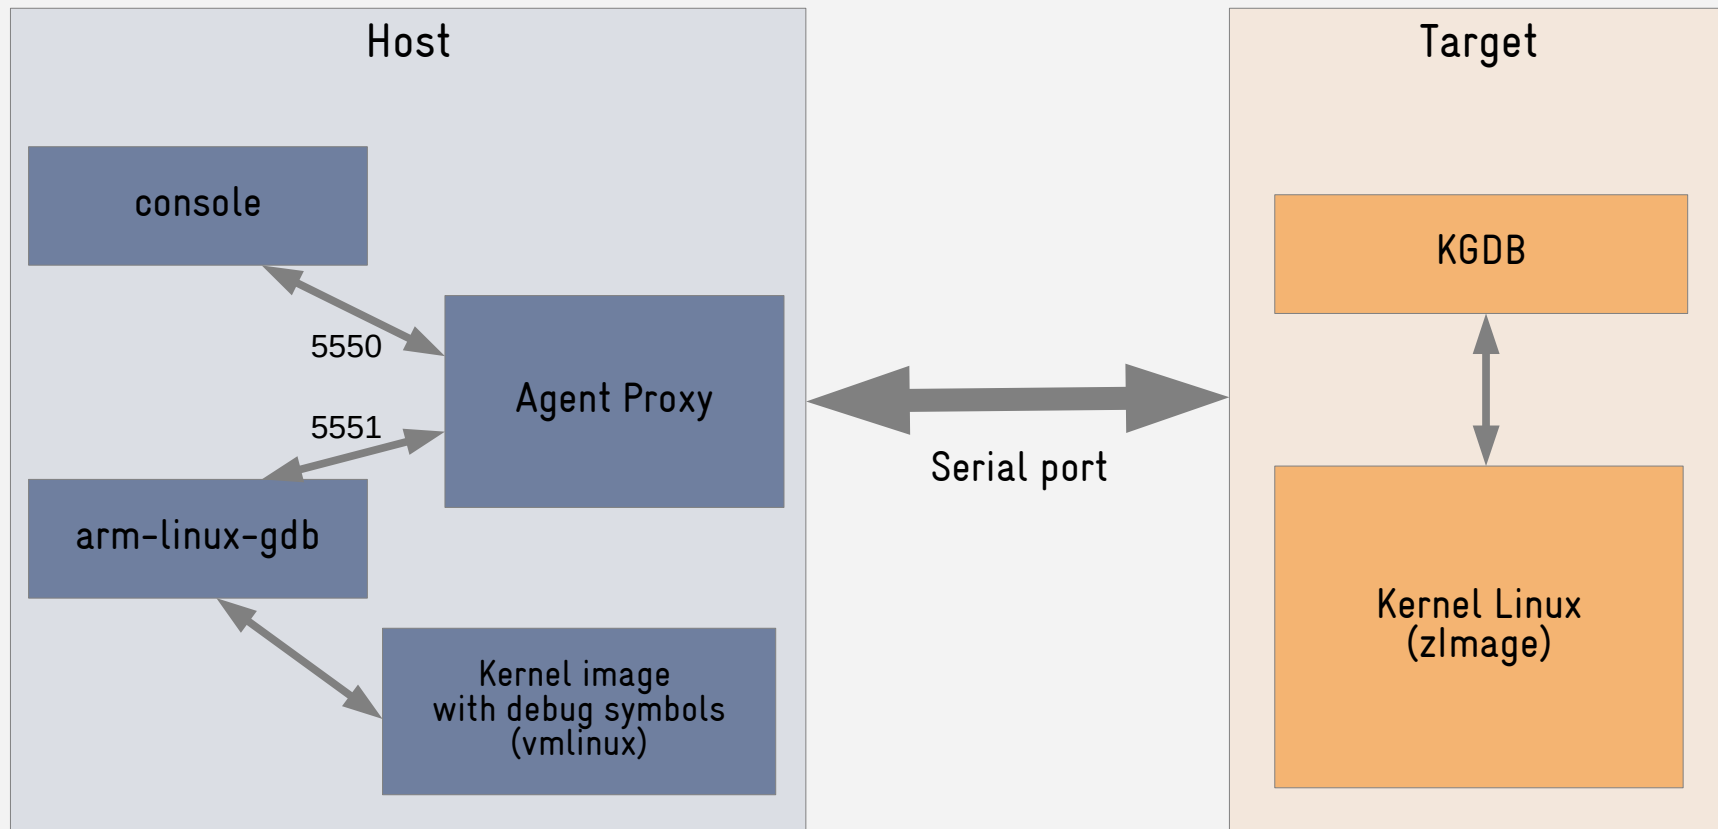 Host
console
5550
Agent Proxy
5551
arm-linux-gdb
Kernel image
with debug symbols
(vmlinux)
Serial port
Target
KGDB
Kernel Linux
(zImage)